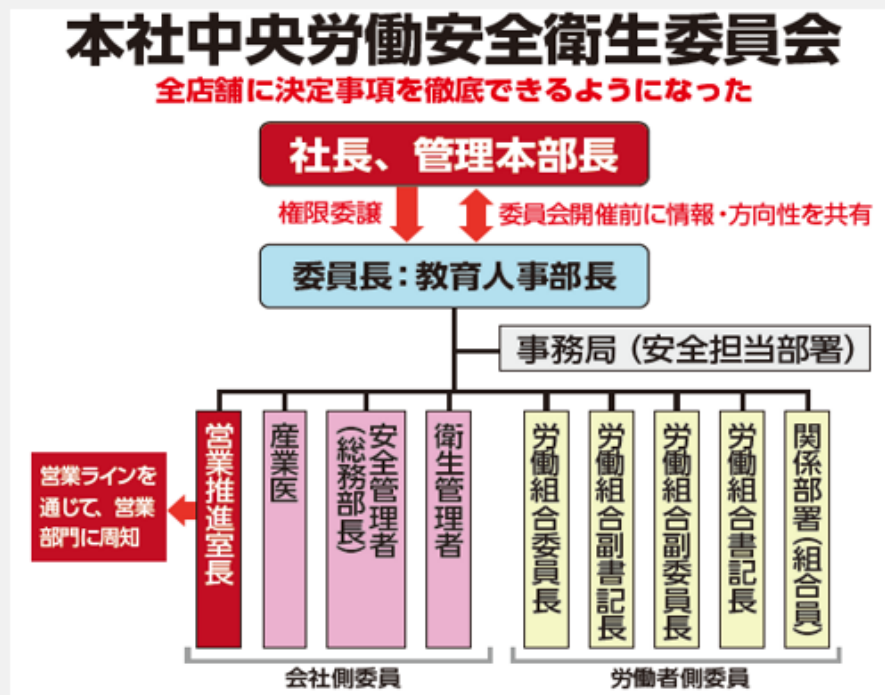 本社中央労働安全衛生委員会
全店舗に決定事項を徹底できるようになった
社長、管理本部長
権限委譲
委員会開催前に情報・方向性を共有
委員長：教育人事部長
事務局（安全担当部署）
営業ラインを
通じて、営業
部門に周知
営業推進室長
産業医
安全管理者
（総務部長）
衛生管理者
労働組合委員長
労働組合副書記長
労働組合副委員長
労働組合書記長
関係部署（組合員）
会社側委員
労働者側委員